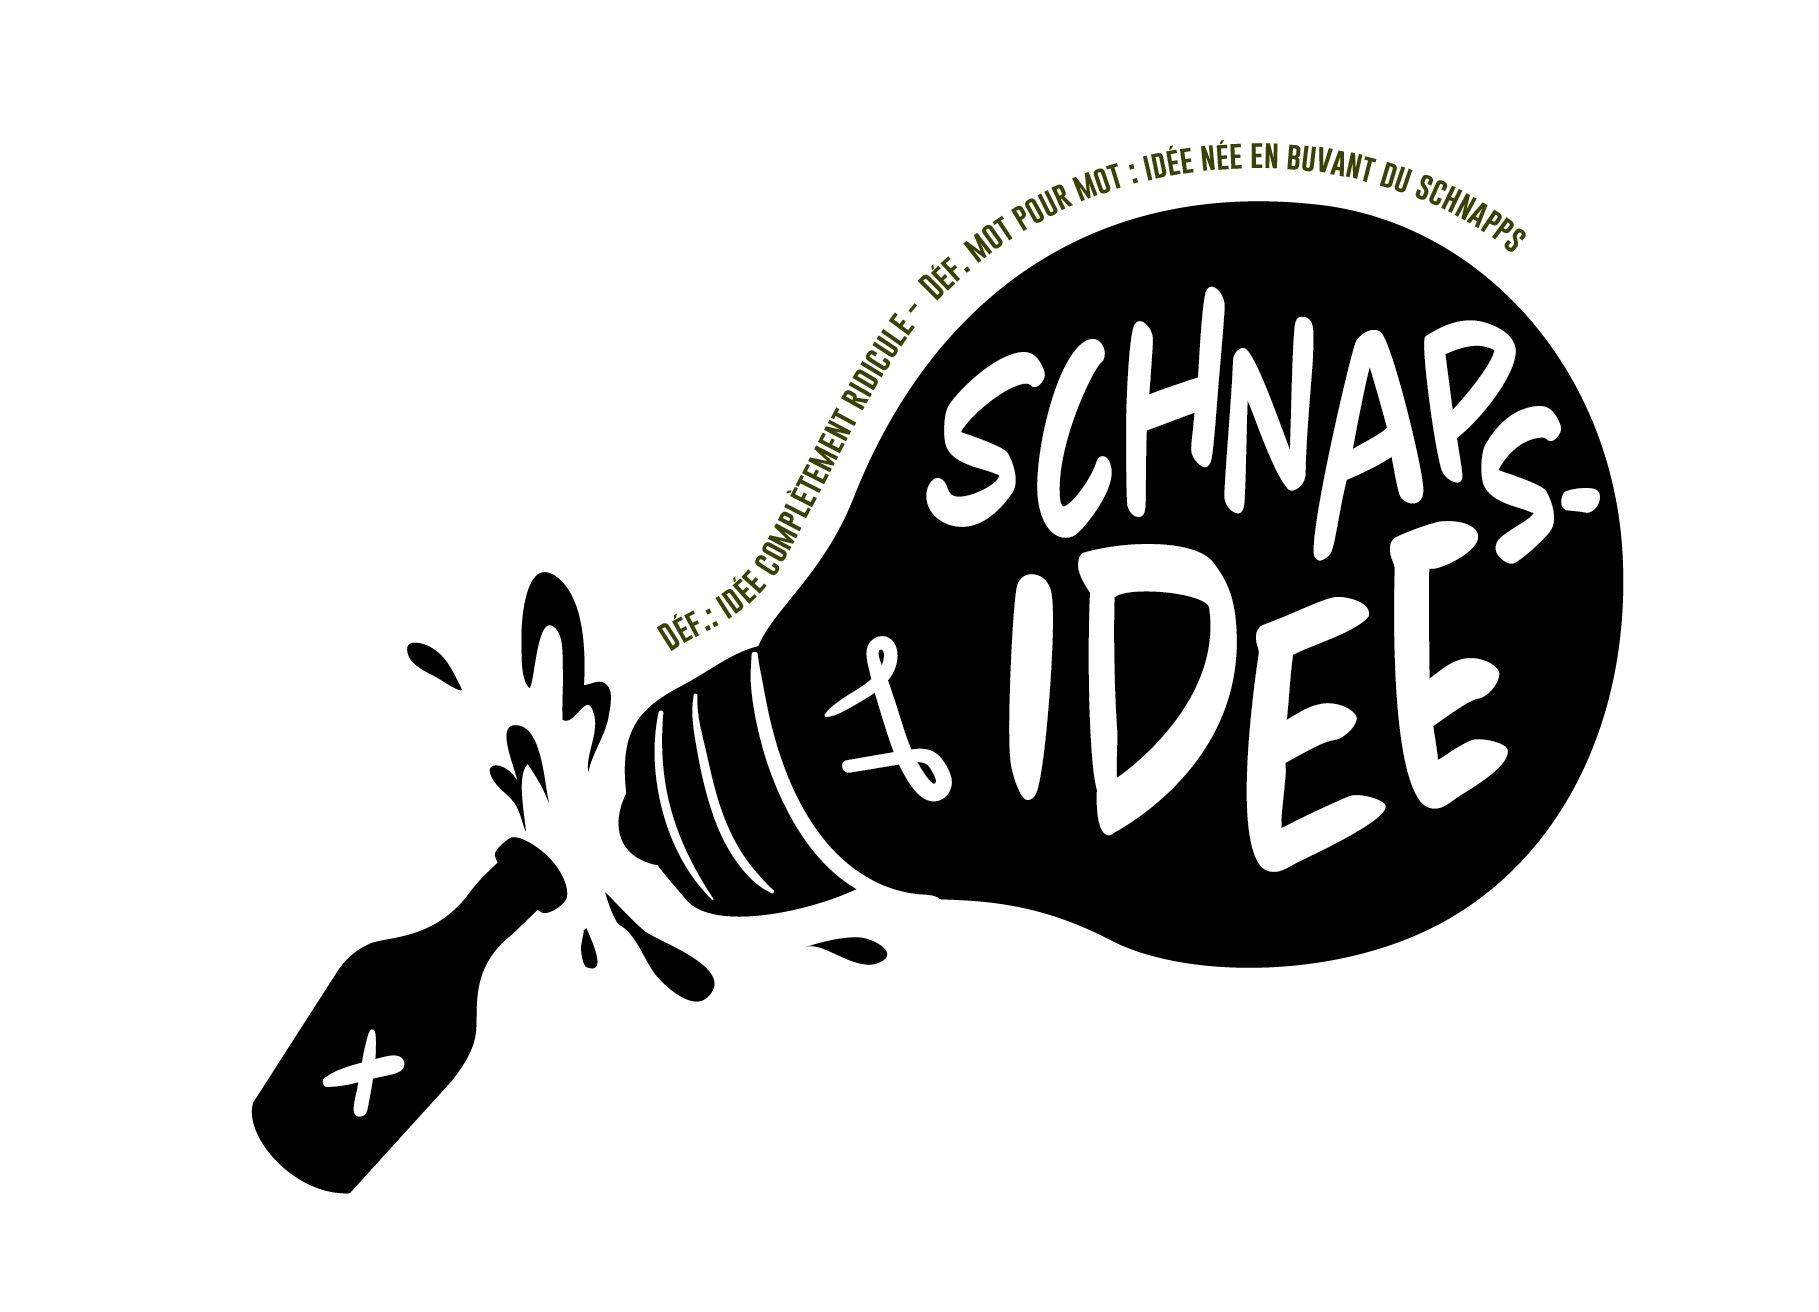 DÉF.: IDÉE COMPLÈTEMENT RIDICULE - DÉF. MOT POUR MOT : IDÉE NÉE EN BUVANT DU SCHNAPPS
SCHNAPS-
IDEE